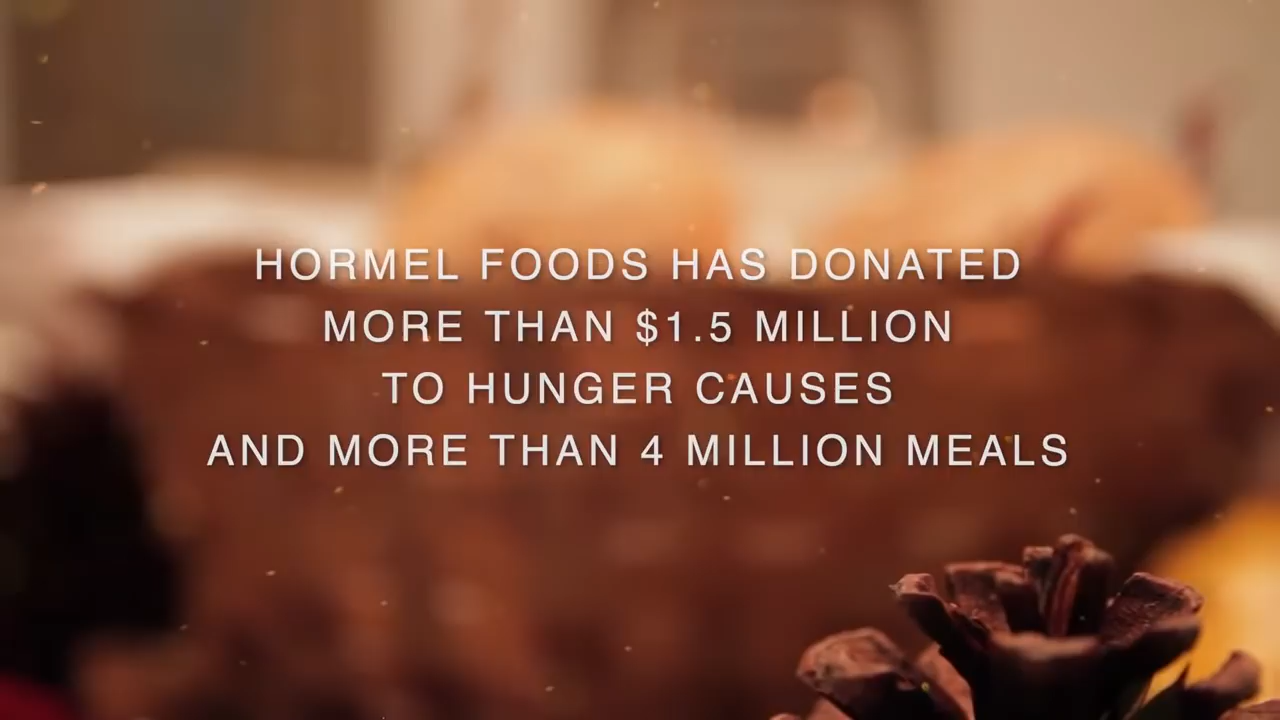 HORMEL FOODS HAS DONATED
MORE THAN $1.5 MILLION
TO HUNGER CAUSES
AND MORE THAN 4 MILLION MEALS